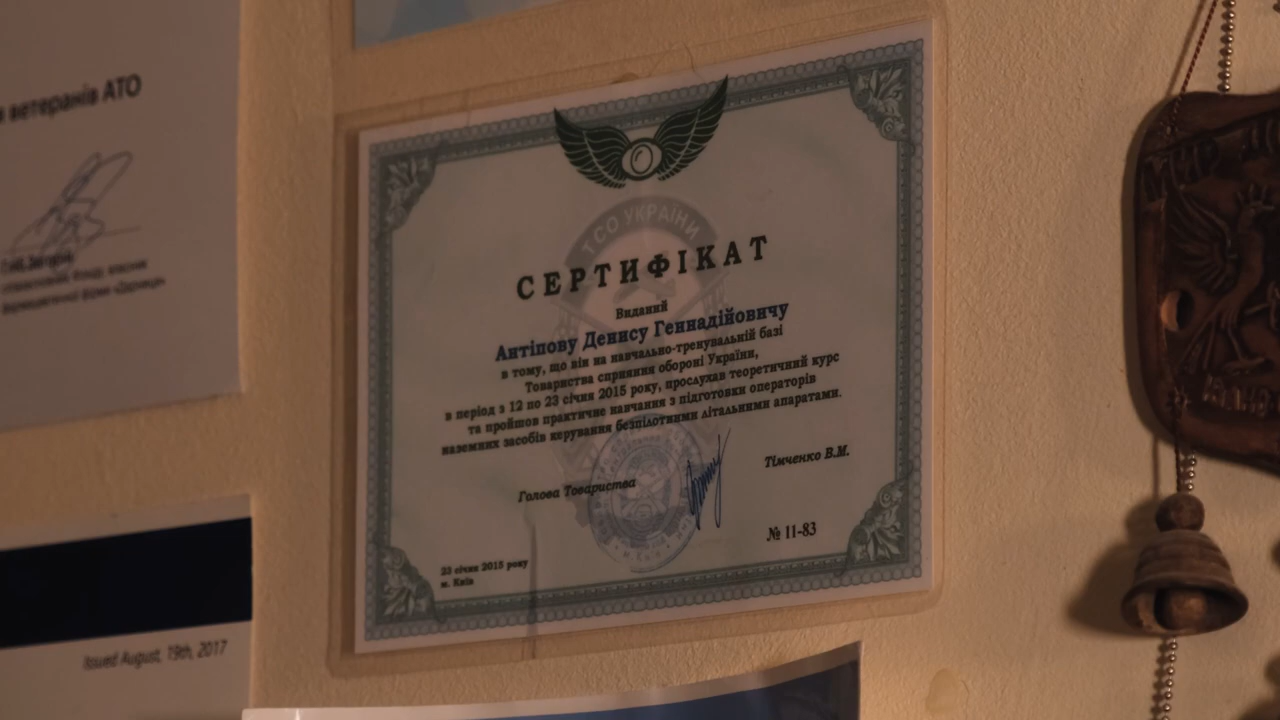 ветеранів АТО
ТСО УКРАЇНИ
СЕРТИФІКАТ
Виданий
Антіпову Денису Геннадійовичу
в тому, що він на навчально-тренувальній базі
Товариства сприяння обороні України,
в період з 12 по 23 січня 2015 року, прослухав теоретичний курс
та пройшов практичне навчання з підготовки операторів
наземних засобів керування безпілотними літальними апаратами.
Голова Товариства
Тімченко В.М.
№ 11-83
23 січня 2015 року
м. Київ
Issued August, 19th, 2017